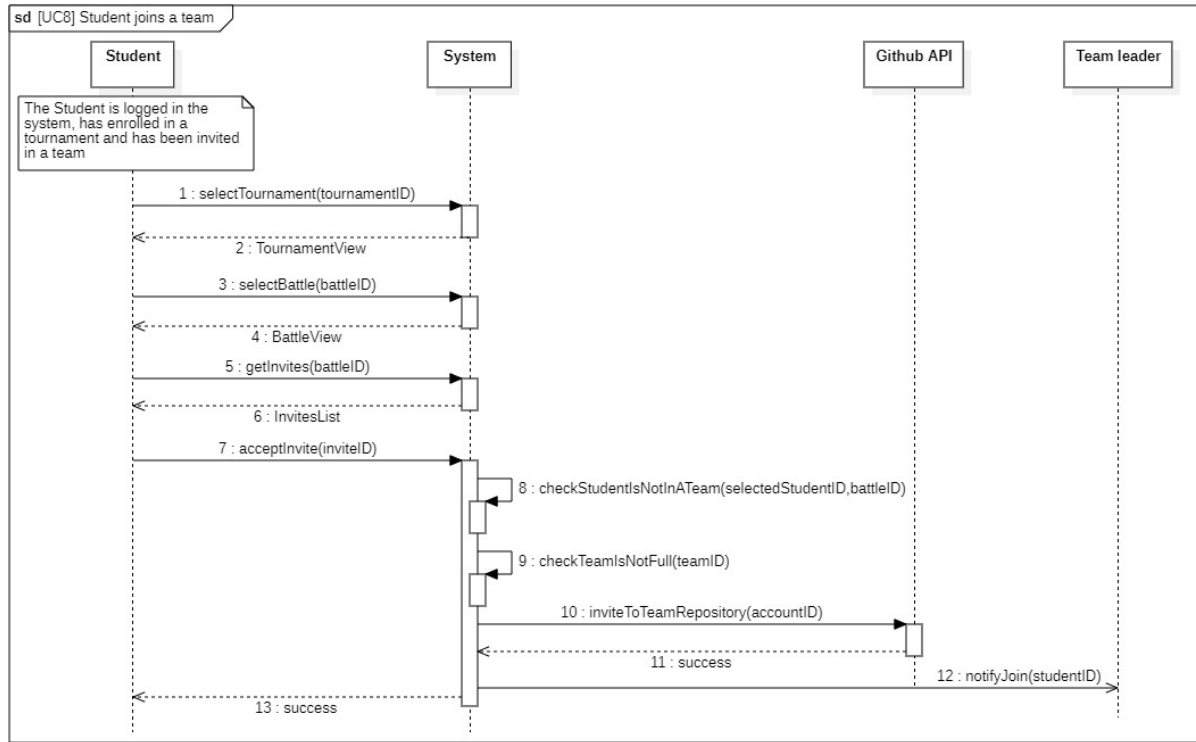 sd [UC8] Student joins a team
Student
System
Github API
Team leader
The Student is logged in the
system, has enrolled in a
tournament and has been invited
in a team
1 : selectTournament(tournamentID)
2 : TournamentView
3 : selectBattle(battleID)
4 : BattleView
5 : getInvites(battleID)
6 : InvitesList
7 : acceptInvite(inviteID)
8 : checkStudentIsNotInATeam(selectedStudentID,battleID)
9 : checkTeamIsNotFull(teamID)
10 : inviteToTeamRepository(accountID)
11 : success
12 : notifyJoin(studentID)
13 : success